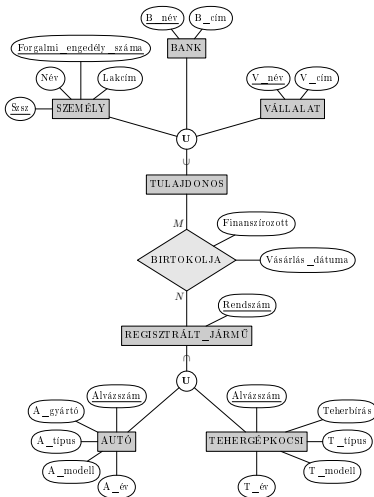 B_név B_cím
Forgalmi_engedély_száma BANK
Név Lakcím V_név V_cím
Szsz SZEMÉLY VÁLLALAT
U
∪
TULAJDONOS
M Finanszírozott
BIRTOKOLJA Vásárlás_dátuma
N
Rendszám
REGISZTRÁLT_JÁRMŰ
∩
U
Alvázszám Alvázszám
A_gyártó Teherbírás
A_típus AUTÓ TEHERGÉPKOCSI T_típus
A_modell T_modell
A_év T_év